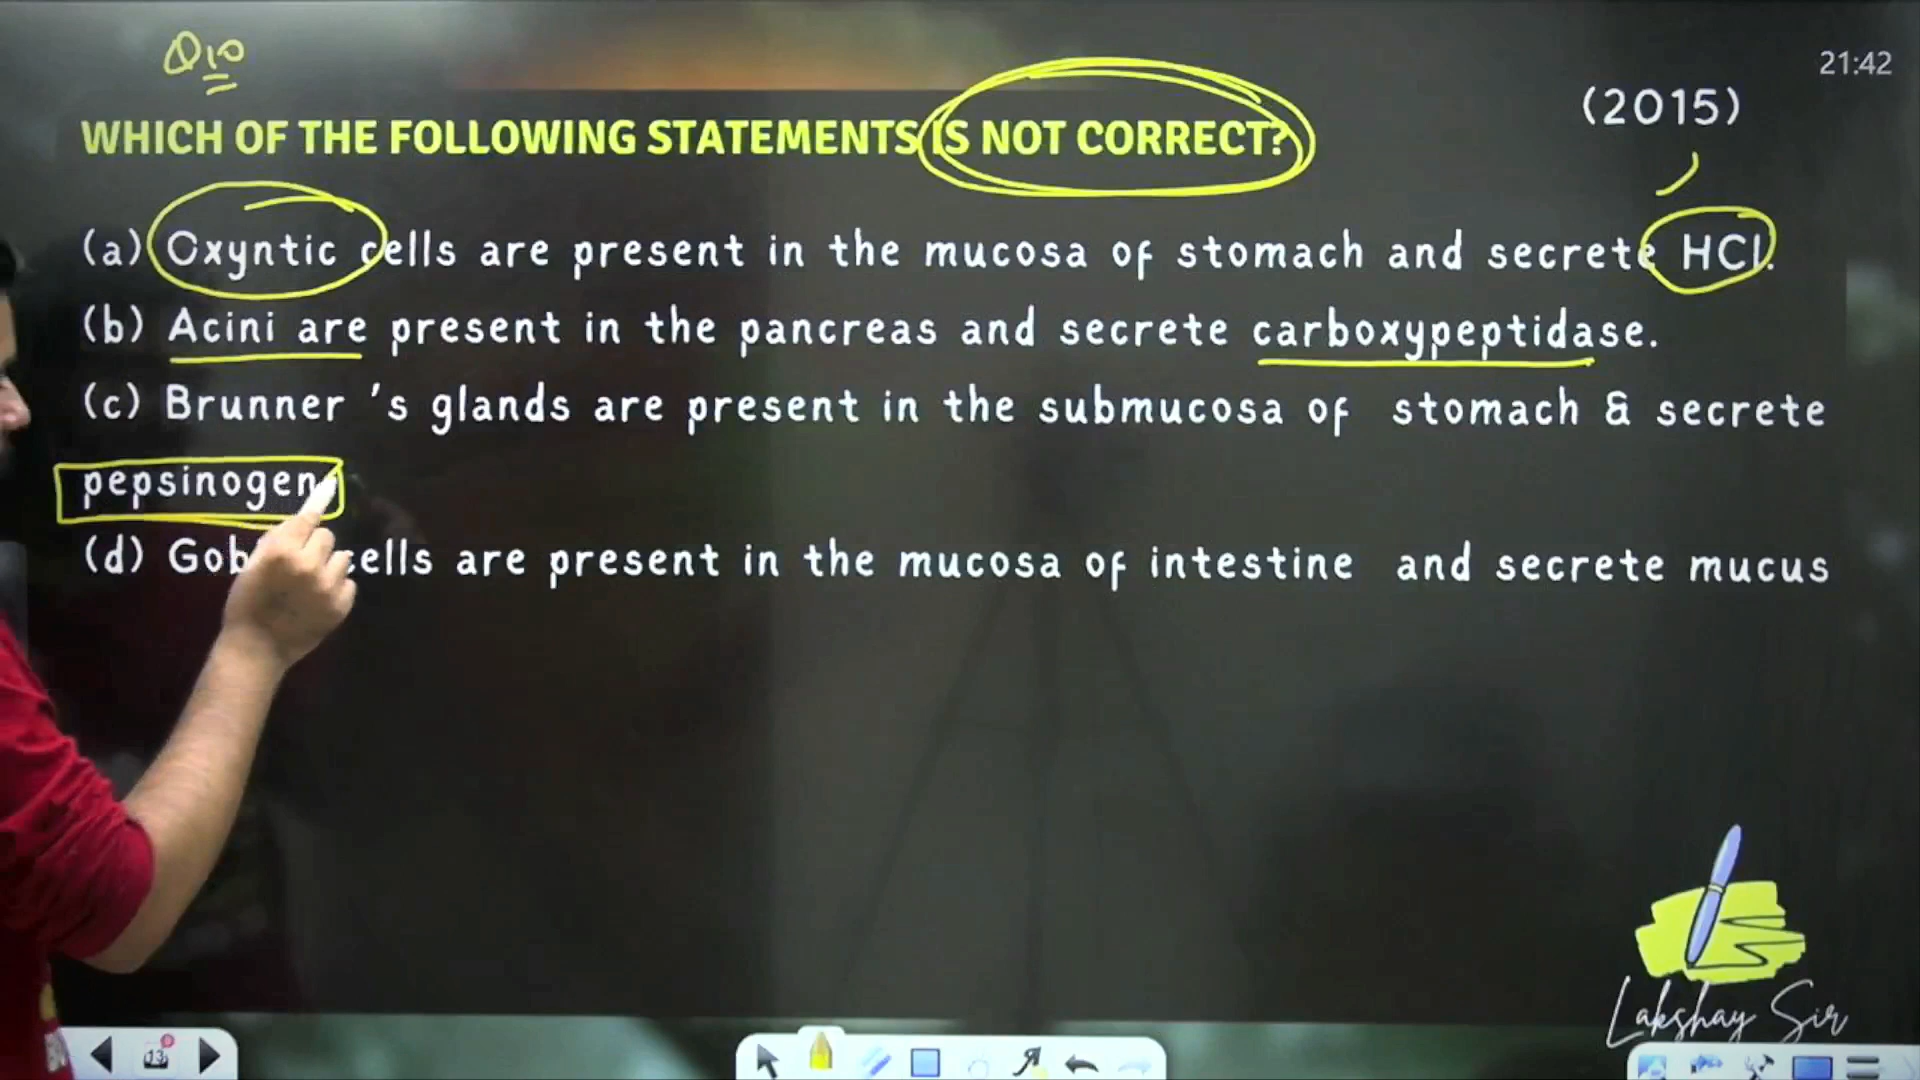 Q10
21:42
(2015)
WHICH OF THE FOLLOWING STATEMENTS IS NOT CORRECT?
(a) Oxyntic cells are present in the mucosa of stomach and secrete HCl.
(b) Acini are present in the pancreas and secrete carboxypeptidase.
(c) Brunner 's glands are present in the submucosa of stomach & secrete
pepsinogen
(d) cells are present in the mucosa of intestine and secrete mucus
Lakshay Sir
13